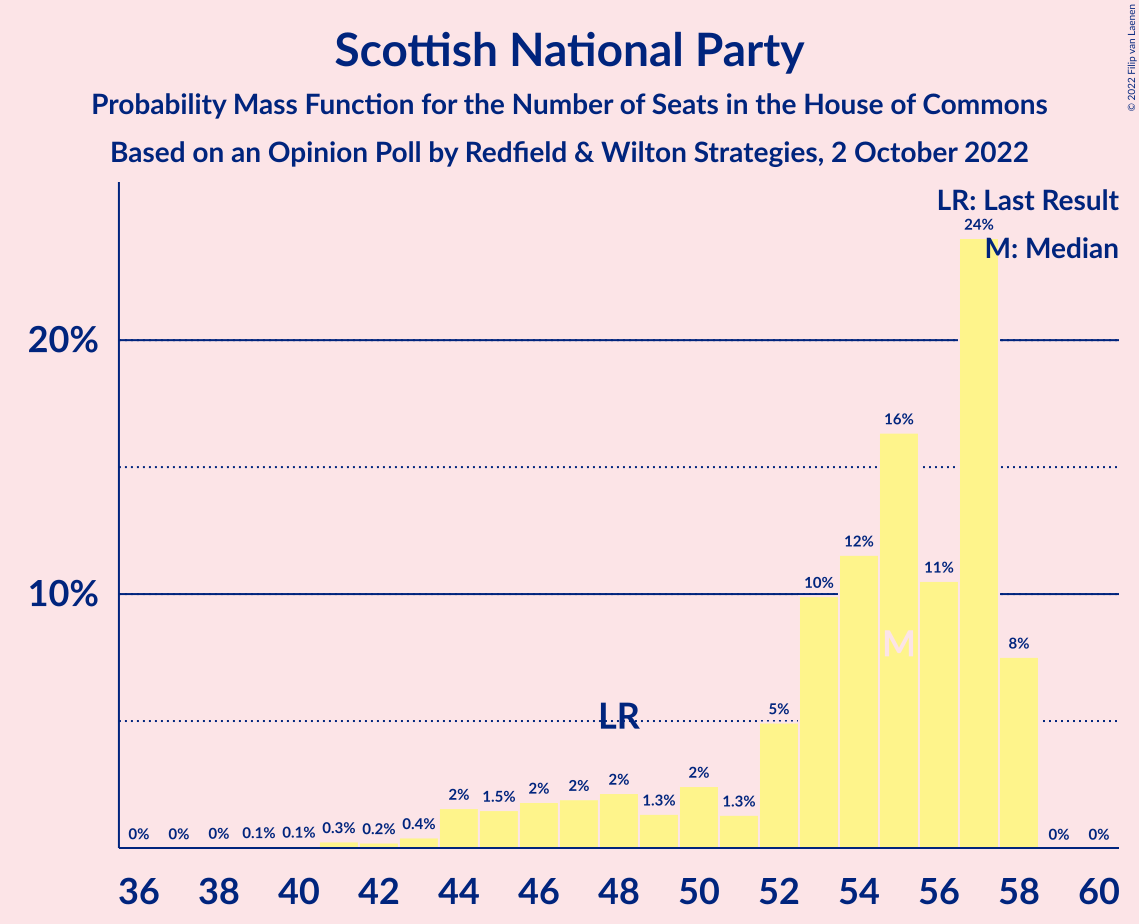 © 2022 Filip van Laenen
Scottish National Party
Probability Mass Function for the Number of Seats in the House of Commons
Based on an Opinion Poll by Redfield & Wilton Strategies, 2 October 2022
LR: Last Result
24%
M: Median
20%
16%
12%
11%
10%
10%
8%
M
5%
LR
2%
2%
2%
2%
2%
1.5%
1.3%
1.3%
0.4%
0.3%
0.2%
0% 0% 0% 0.1% 0.1%
0% 0%
36 38 40 42 44 46 48 50 52 54 56 58 60